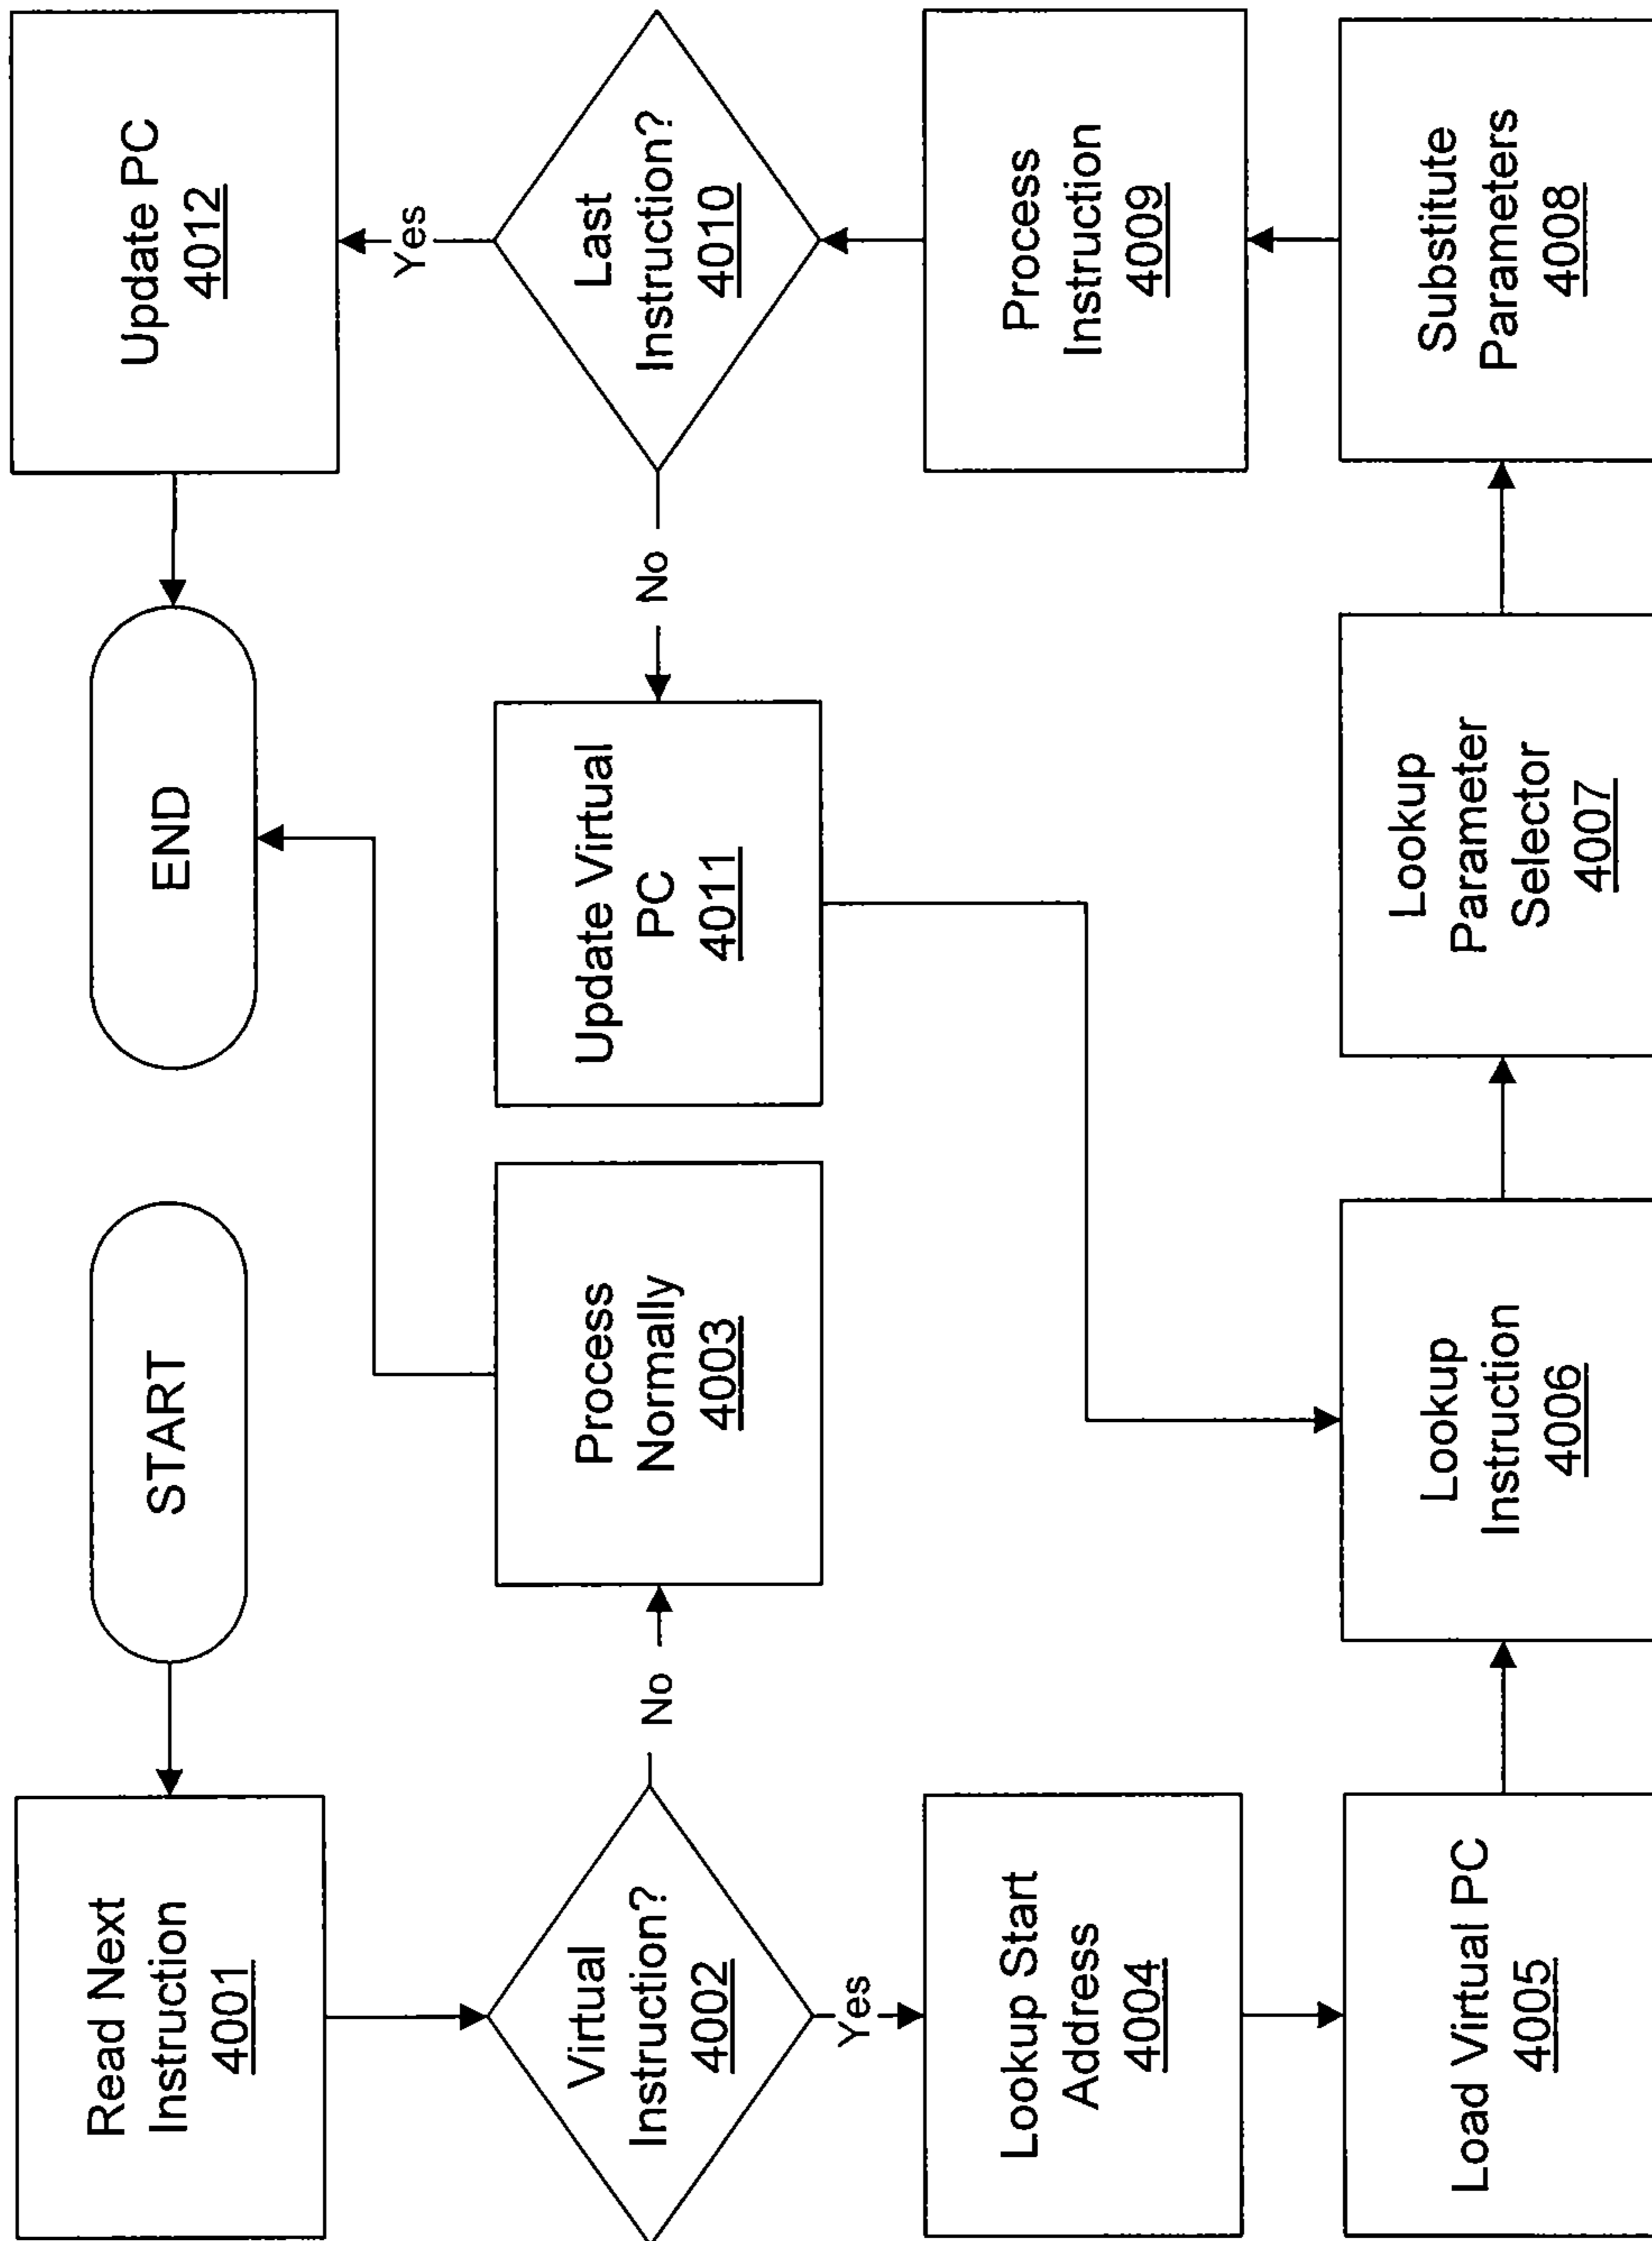 START
Read Next
Instruction
4001
Virtual
Instruction?
4002
No
Process
Normally
4003
END
Yes
Lookup Start
Address
4004
Load Virtual PC
4005
Lookup
Instruction
4006
Lookup
Parameter
Selector
4007
Substitute
Parameters
4008
Process
Instruction
4009
Last
Instruction?
4010
No
Update Virtual
PC
4011
Yes
Update PC
4012